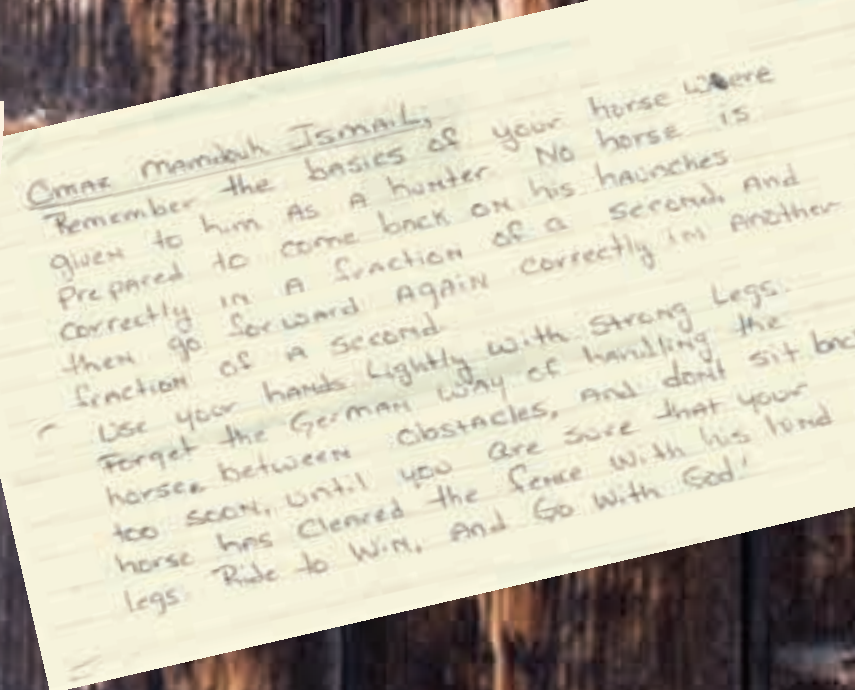 Omar Mamdouh Ismail,
Remember the basics of your horse where
given to him As A hunter. No horse is
Prepared to come back on his haunches
correctly in A fraction of a second, And
then go forward AGAIN correctly in Another
fraction of A second.
Use your hands Lightly with strong Legs.
Forget the German way of handling the
horses between obstacles, And dont sit back
too soon, until you are sure that your
horse has cleared the fence with his hind
legs. Ride to Win, And Go With God!